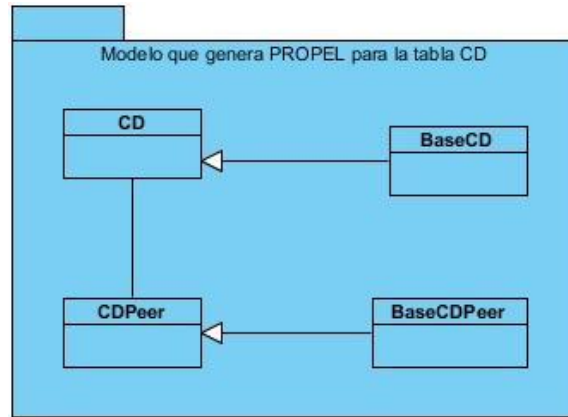 Modelo que genera PROPEL para la tabla CD
CD
BaseCD
CDPeer
BaseCDPeer